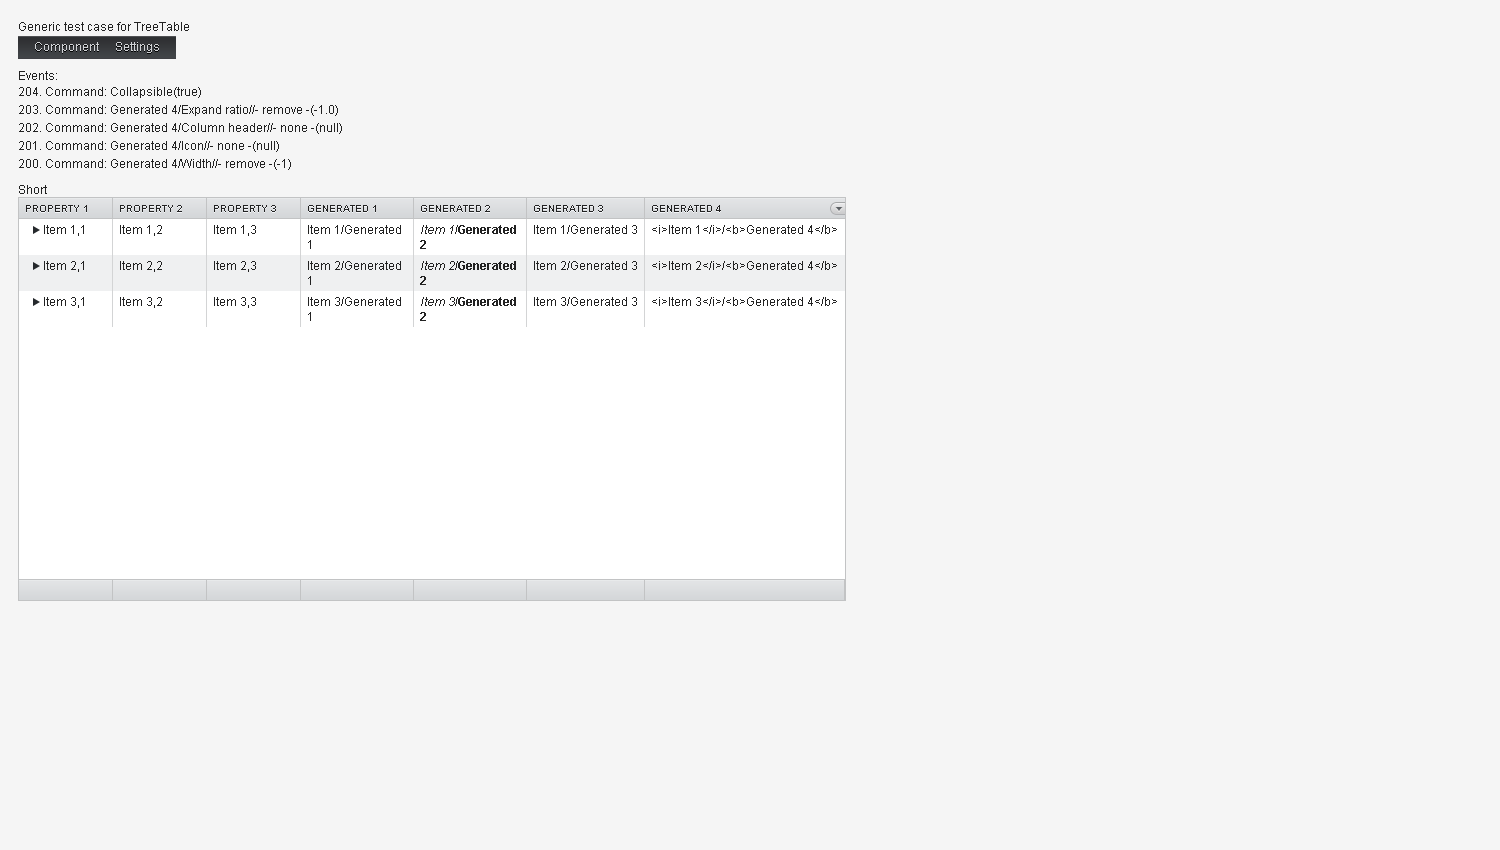 Generic test case for TreeTable
Component Settings
Events:
204. Command: Collapsible(true)
203. Command: Generated 4/Expand ratio//- remove -(-1.0)
202. Command: Generated 4/Column header//- none -(null)
201. Command: Generated 4/Icon//- none -(null)
200. Command: Generated 4/Width//- remove -(-1)
Short
PROPERTY 1 PROPERTY 2 PROPERTY 3 GENERATED 1 GENERATED 2 GENERATED 3 GENERATED 4
Item 1,1 Item 1,2 Item 1,3 Item 1/Generated 1 Item 1/Generated 2 Item 1/Generated 3 <i>Item 1</i>/<b>Generated 4</b>
Item 2,1 Item 2,2 Item 2,3 Item 2/Generated 1 Item 2/Generated 2 Item 2/Generated 3 <i>Item 2</i>/<b>Generated 4</b>
Item 3,1 Item 3,2 Item 3,3 Item 3/Generated 1 Item 3/Generated 2 Item 3/Generated 3 <i>Item 3</i>/<b>Generated 4</b>